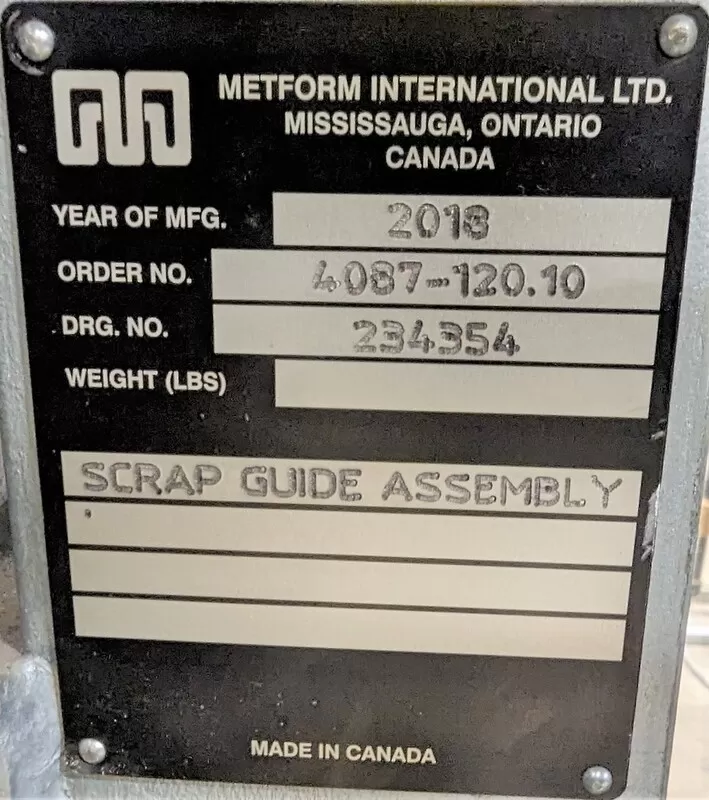 METFORM INTERNATIONAL LTD.
MISSISSAUGA, ONTARIO
CANADA
YEAR OF MFG. 2018
ORDER NO. 4087-120.10
DRG. NO. 234354
WEIGHT (LBS)
SCRAP GUIDE ASSEMBLY
MADE IN CANADA